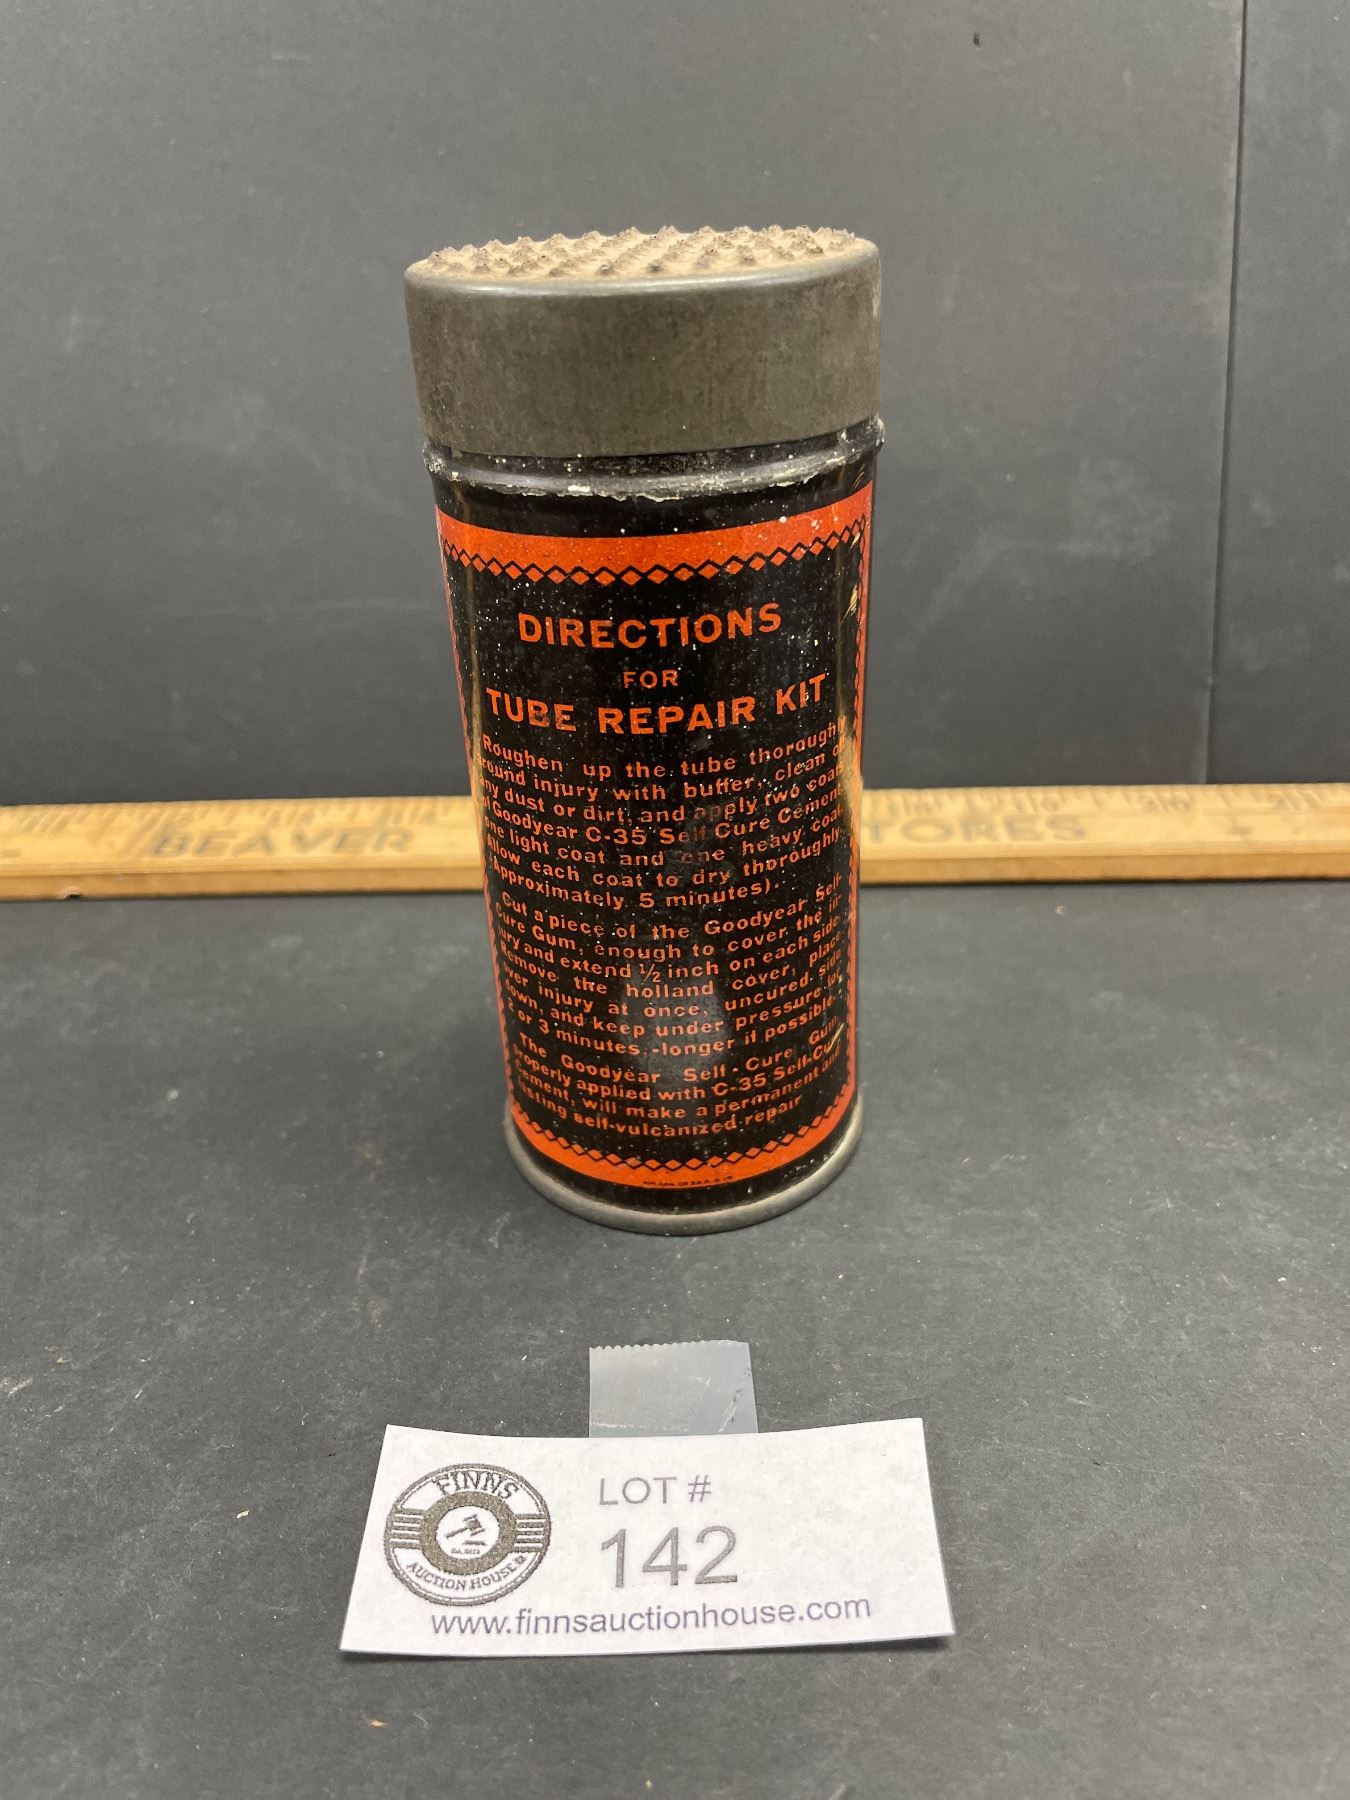 DIRECTIONS
FOR
TUBE REPAIR KIT
Roughen up the tube thoroughly
around injury with buffer, clean off
any dust or dirt, and apply two coats
of Goodyear C-35 Self Cure Cement,
one light coat and one heavy coat.
Allow each coat to dry thoroughly.
(Approximately 5 minutes).
Cut a piece of the Goodyear Self-
Cure Gum, enough to cover the in-
jury and extend 1/2 inch on each side.
Remove the holland cover, place
over injury at once, uncured side
down, and keep under pressure for
2 or 3 minutes.-longer if possible.
The Goodyear Self-Cure Gum,
properly applied with C-35 Self-Cure
Cement, will make a permanent and
lasting self-vulcanized repair
BEAVER
STORES
FINNS
AUCTION HOUSE
LOT #
142
www.finnsauctionhouse.com